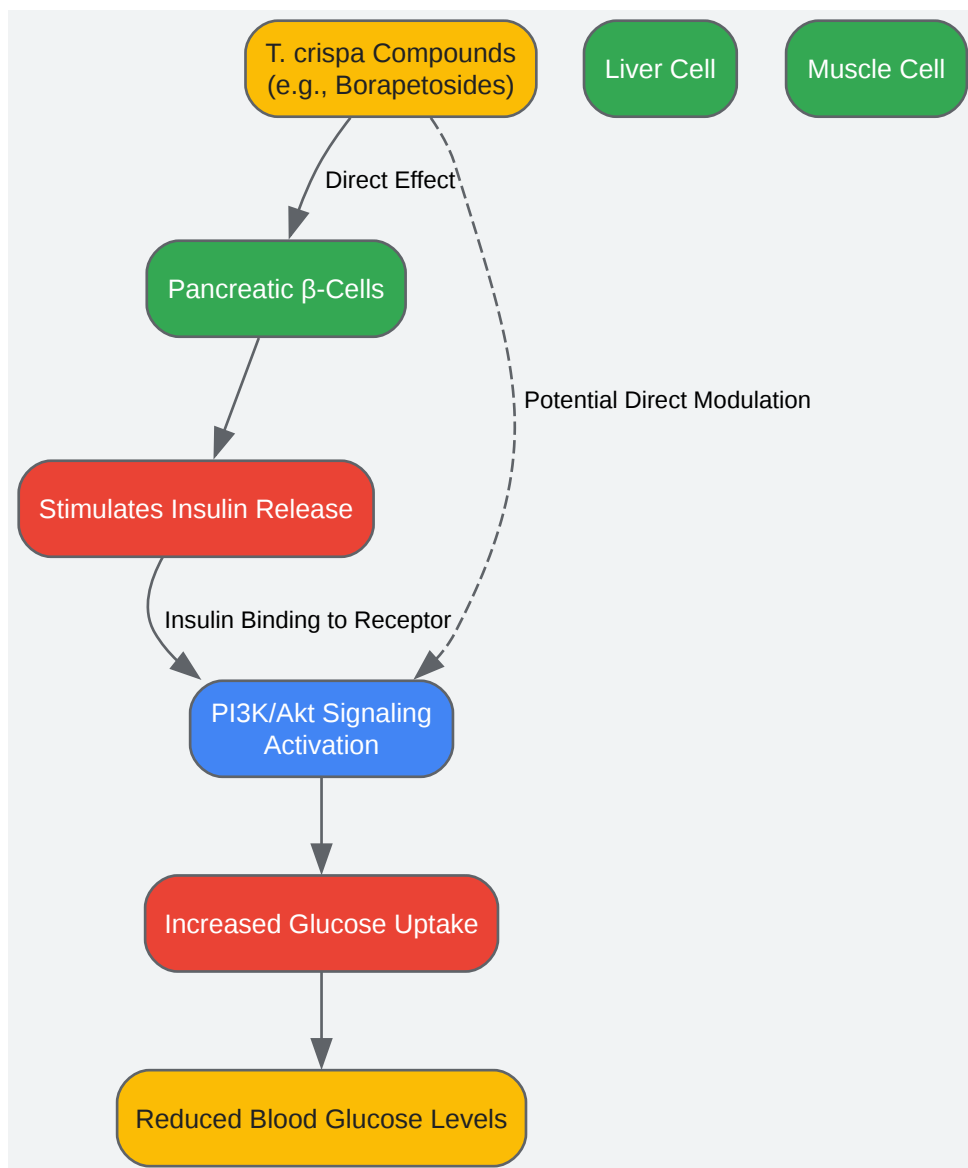 T. crispa Compounds
(e.g., Borapetosides)
Liver Cell
Muscle Cell
Direct Effect
Pancreatic β-Cells
Potential Direct Modulation
Stimulates Insulin Release
Insulin Binding to Receptor
PI3K/Akt Signaling
Activation
Increased Glucose Uptake
Reduced Blood Glucose Levels